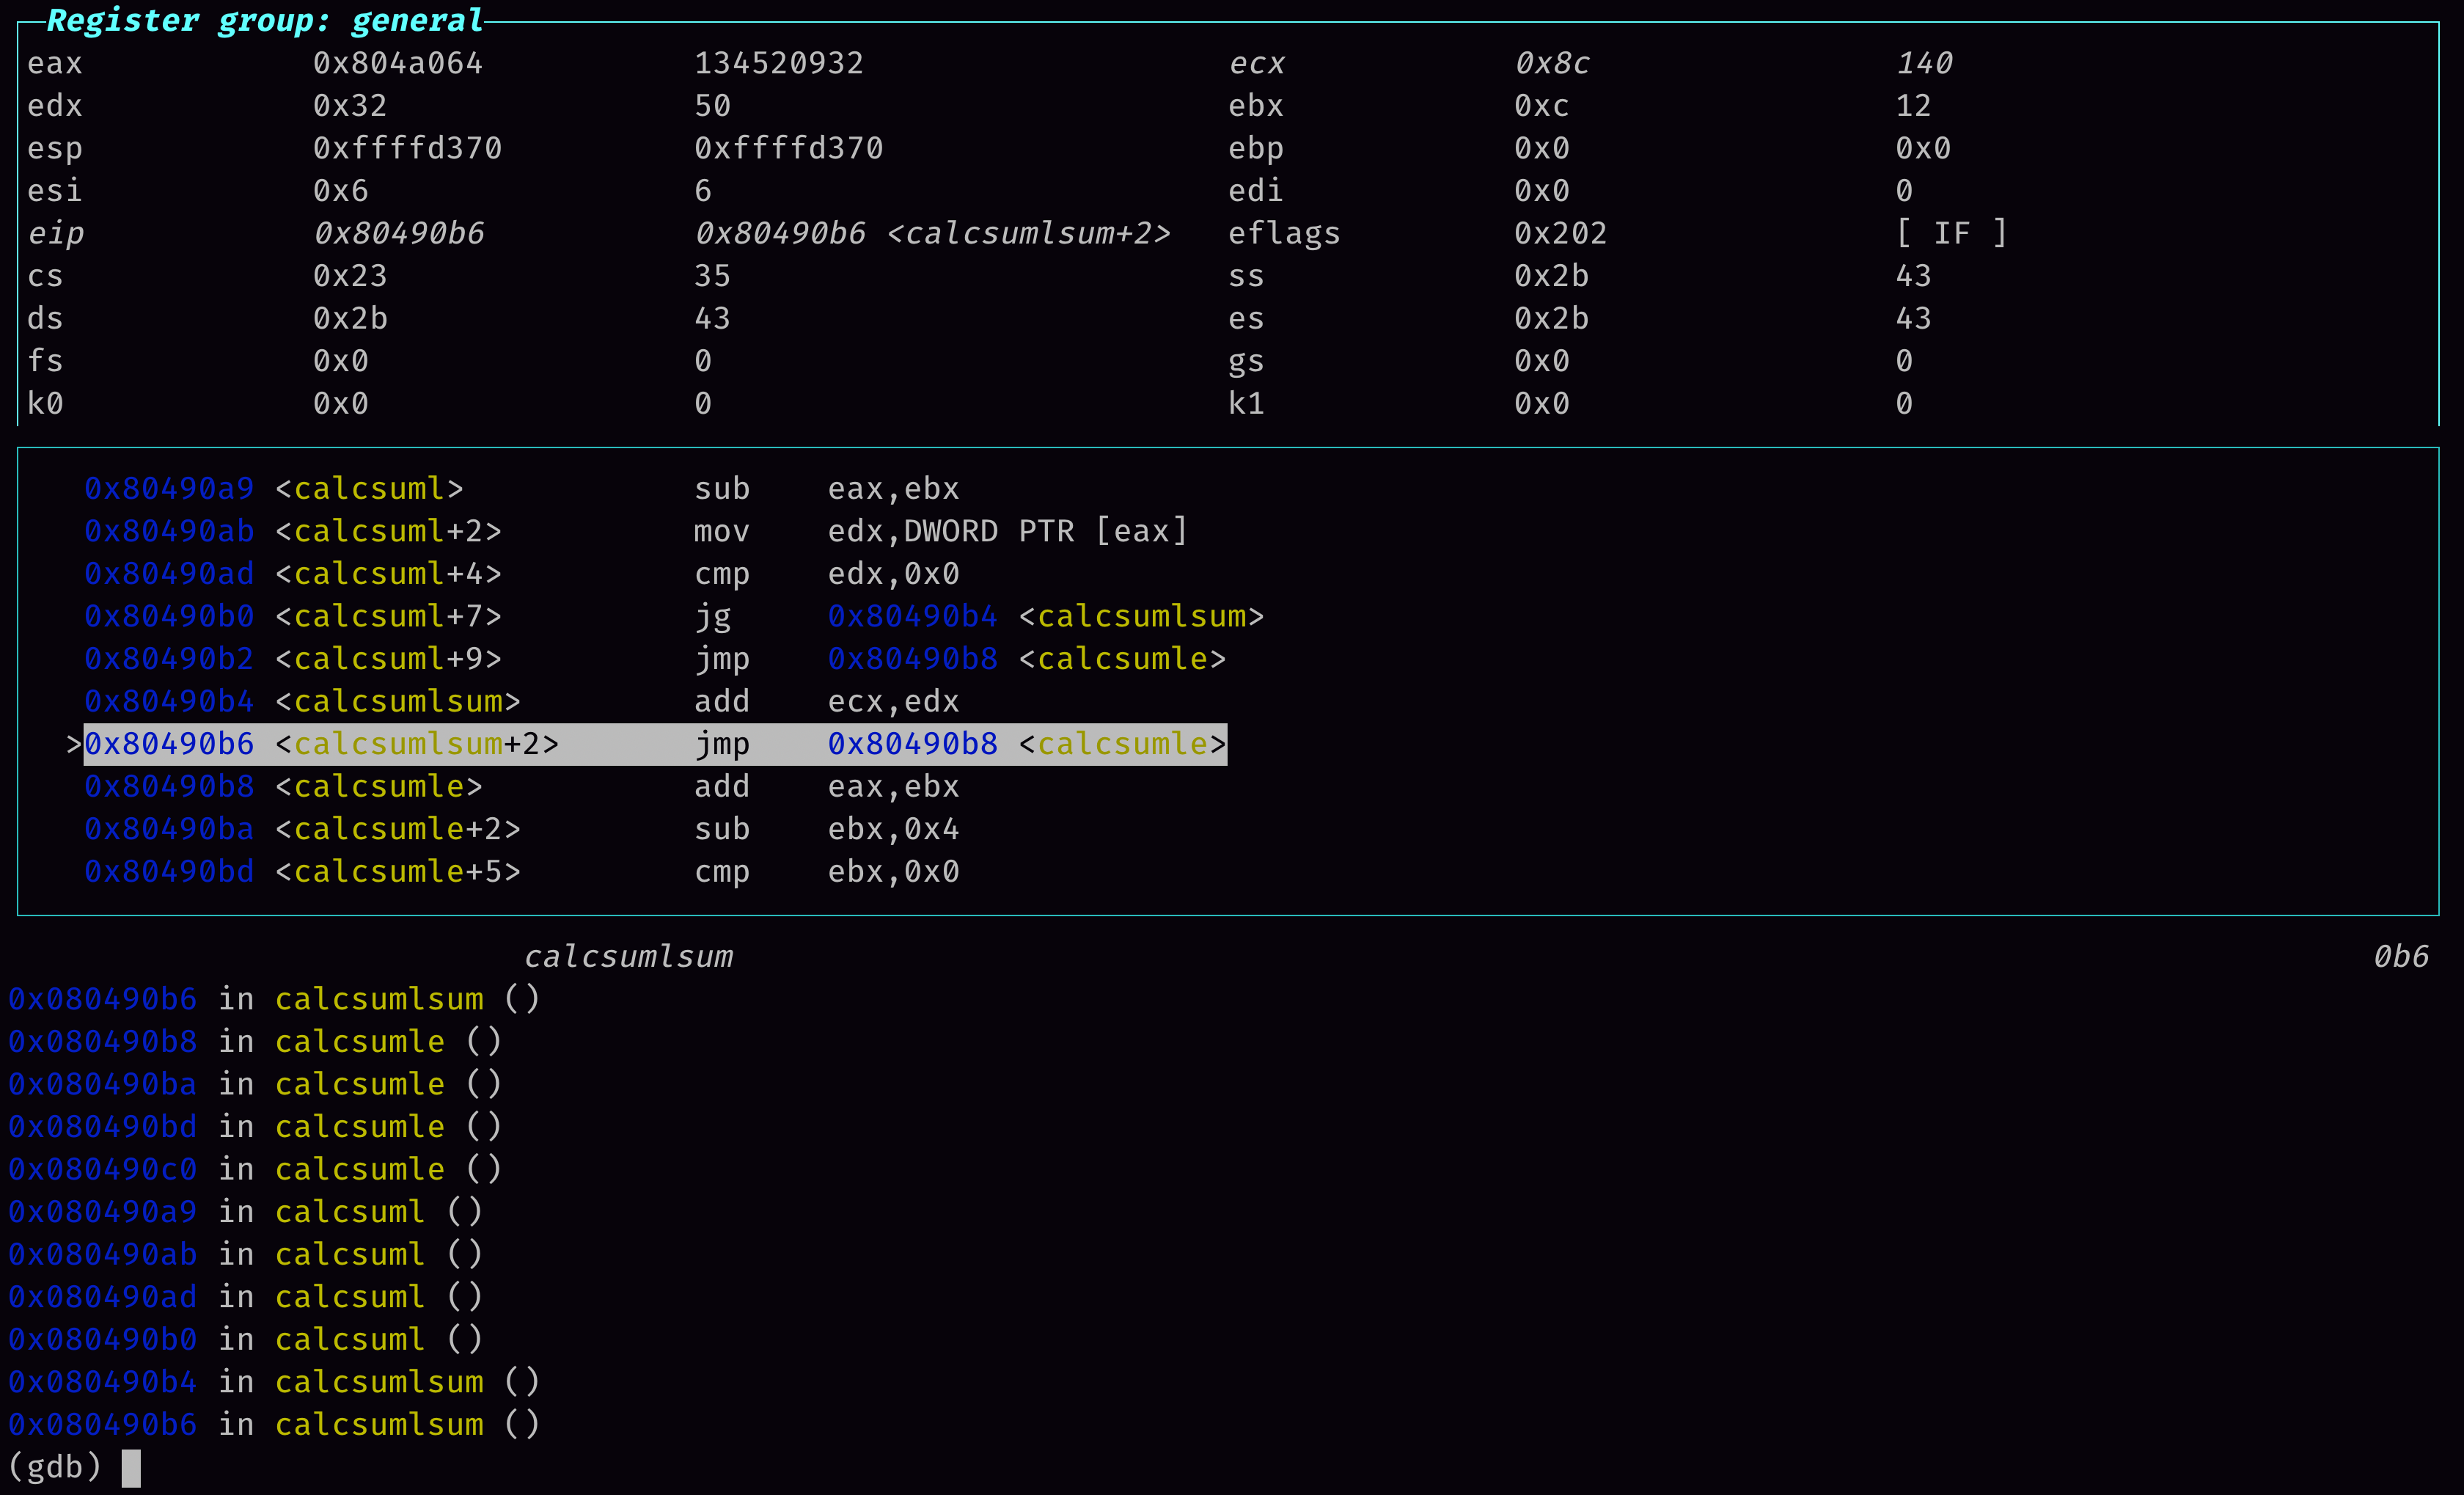 Register group: general
eax 0x804a064 134520932 ecx 0x8c 140
edx 0x32 50 ebx 0xc 12
esp 0xffffd370 0xffffd370 ebp 0x0 0x0
esi 0x6 6 edi 0x0 0
eip 0x80490b6 0x80490b6 <calcsumlsum+2> eflags 0x202 [ IF ]
cs 0x23 35 ss 0x2b 43
ds 0x2b 43 es 0x2b 43
fs 0x0 0 gs 0x0 0
k0 0x0 0 k1 0x0 0
0x80490a9 <calcsuml> sub eax,ebx
0x80490ab <calcsuml+2> mov edx,DWORD PTR [eax]
0x80490ad <calcsuml+4> cmp edx,0x0
0x80490b0 <calcsuml+7> jg 0x80490b4 <calcsumlsum>
0x80490b2 <calcsuml+9> jmp 0x80490b8 <calcsumle>
0x80490b4 <calcsumlsum> add ecx,edx
>0x80490b6 <calcsumlsum+2> jmp 0x80490b8 <calcsumle>
0x80490b8 <calcsumle> add eax,ebx
0x80490ba <calcsumle+2> sub ebx,0x4
0x80490bd <calcsumle+5> cmp ebx,0x0
calcsumlsum 0b6
0x080490b6 in calcsumlsum ()
0x080490b8 in calcsumle ()
0x080490ba in calcsumle ()
0x080490bd in calcsumle ()
0x080490c0 in calcsumle ()
0x080490a9 in calcsuml ()
0x080490ab in calcsuml ()
0x080490ad in calcsuml ()
0x080490b0 in calcsuml ()
0x080490b4 in calcsumlsum ()
0x080490b6 in calcsumlsum ()
(gdb)